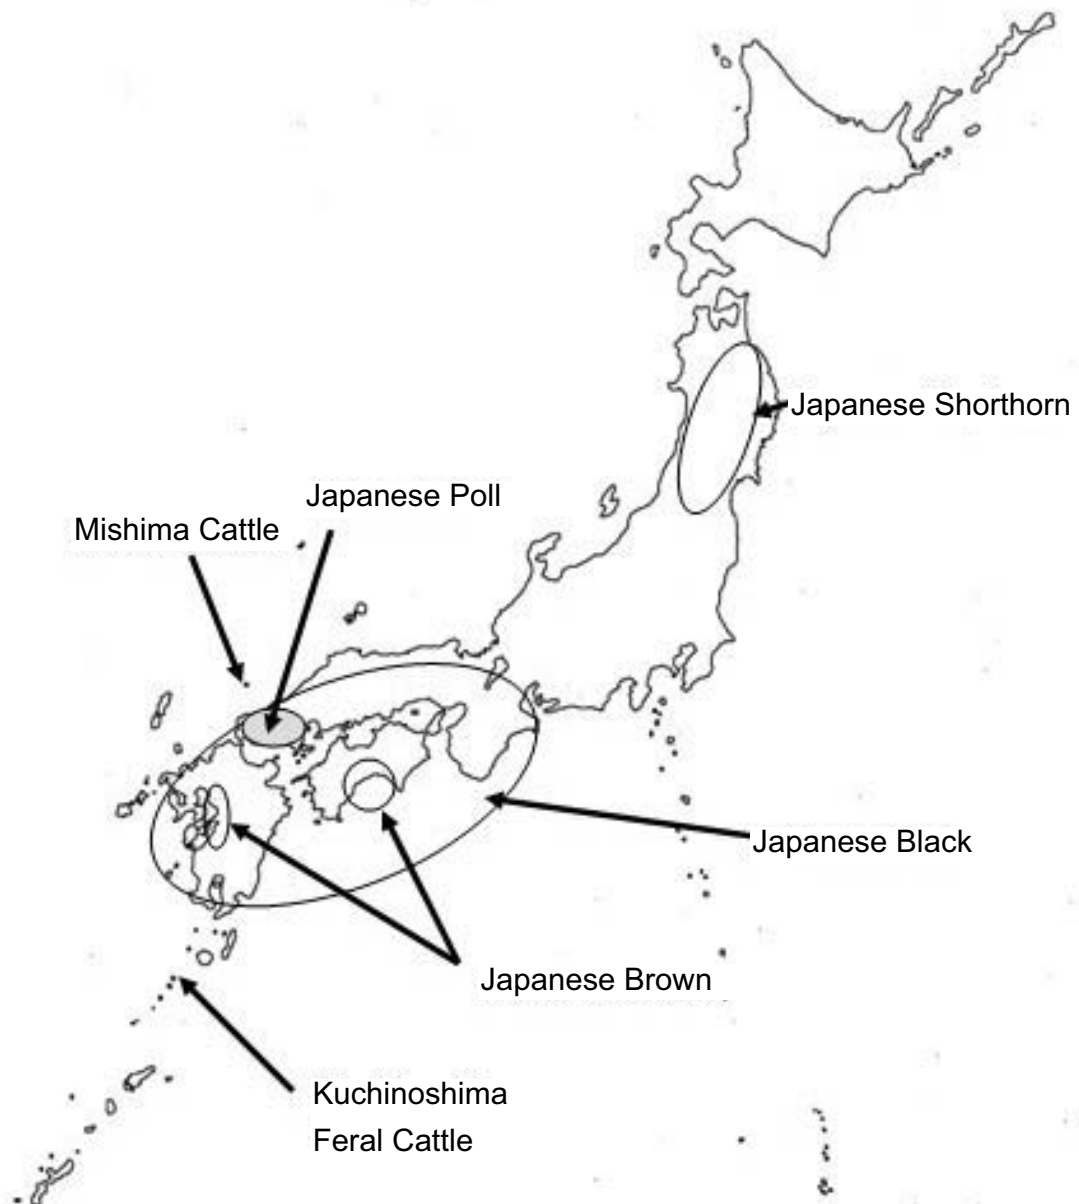 Japanese Shorthorn
Japanese Poll
Mishima Cattle
Japanese Black
Japanese Brown
Kuchinoshima
Feral Cattle